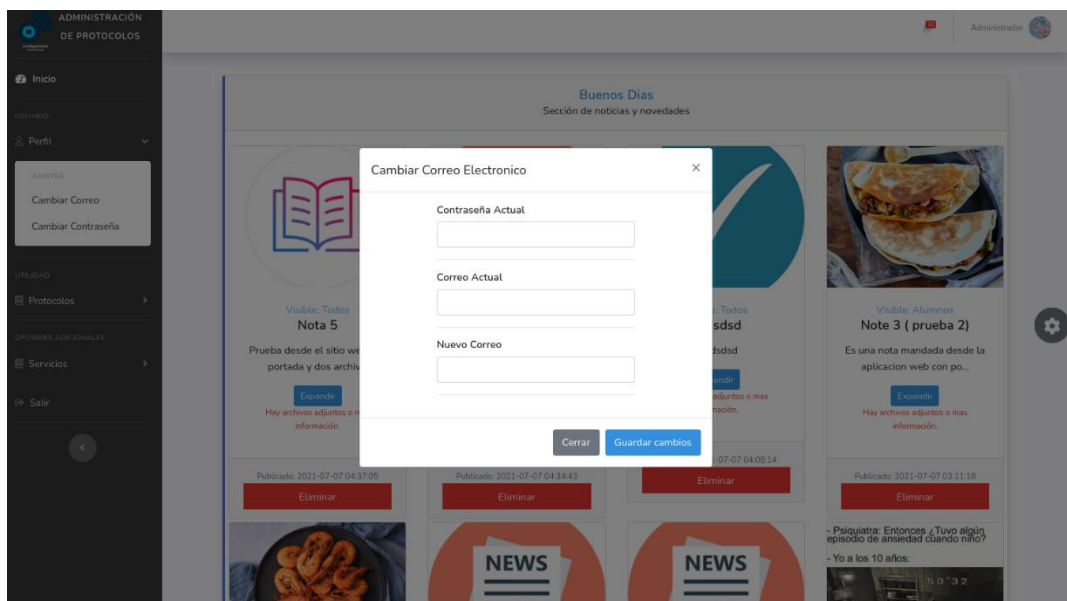 ADMINISTRACIÓN
DE PROTOCOLOS
Administrador
Inicio
USUARIO
Perfil
AJUSTES
Cambiar Correo
Cambiar Contraseña
UTILIDAD
Protocolos
OPCIONES ADICIONALES
Servicios
Salir
Buenos Dias
Sección de noticias y novedades
Cambiar Correo Electronico
×
Contraseña Actual
Correo Actual
Nuevo Correo
Cerrar
Guardar cambios
Visible: Todos
Nota 5
Prueba desde el sitio we
portada y dos archiv
Expandir
Hay archivos adjuntos o m
información.
Publicado: 2021-07-07 04:37:05
Eliminar
Publicado: 2021-07-07 04:34:43
Eliminar
e: Todos
sdsd
dsdsd
andir
adjuntos o mas
mación.
-07-07 04:08:14
Eliminar
Visible: Alumnos
Note 3 ( prueba 2)
Es una nota mandada desde la
aplicacion web con po...
Expandir
Hay archivos adjuntos o mas
información.
Publicado: 2021-07-07 03:11:18
Eliminar
NEWS
NEWS
- Psiquiatra: Entonces ¿Tuvo algún
episodio de ansiedad cuando niño?
- Yo a los 10 años:
50"32